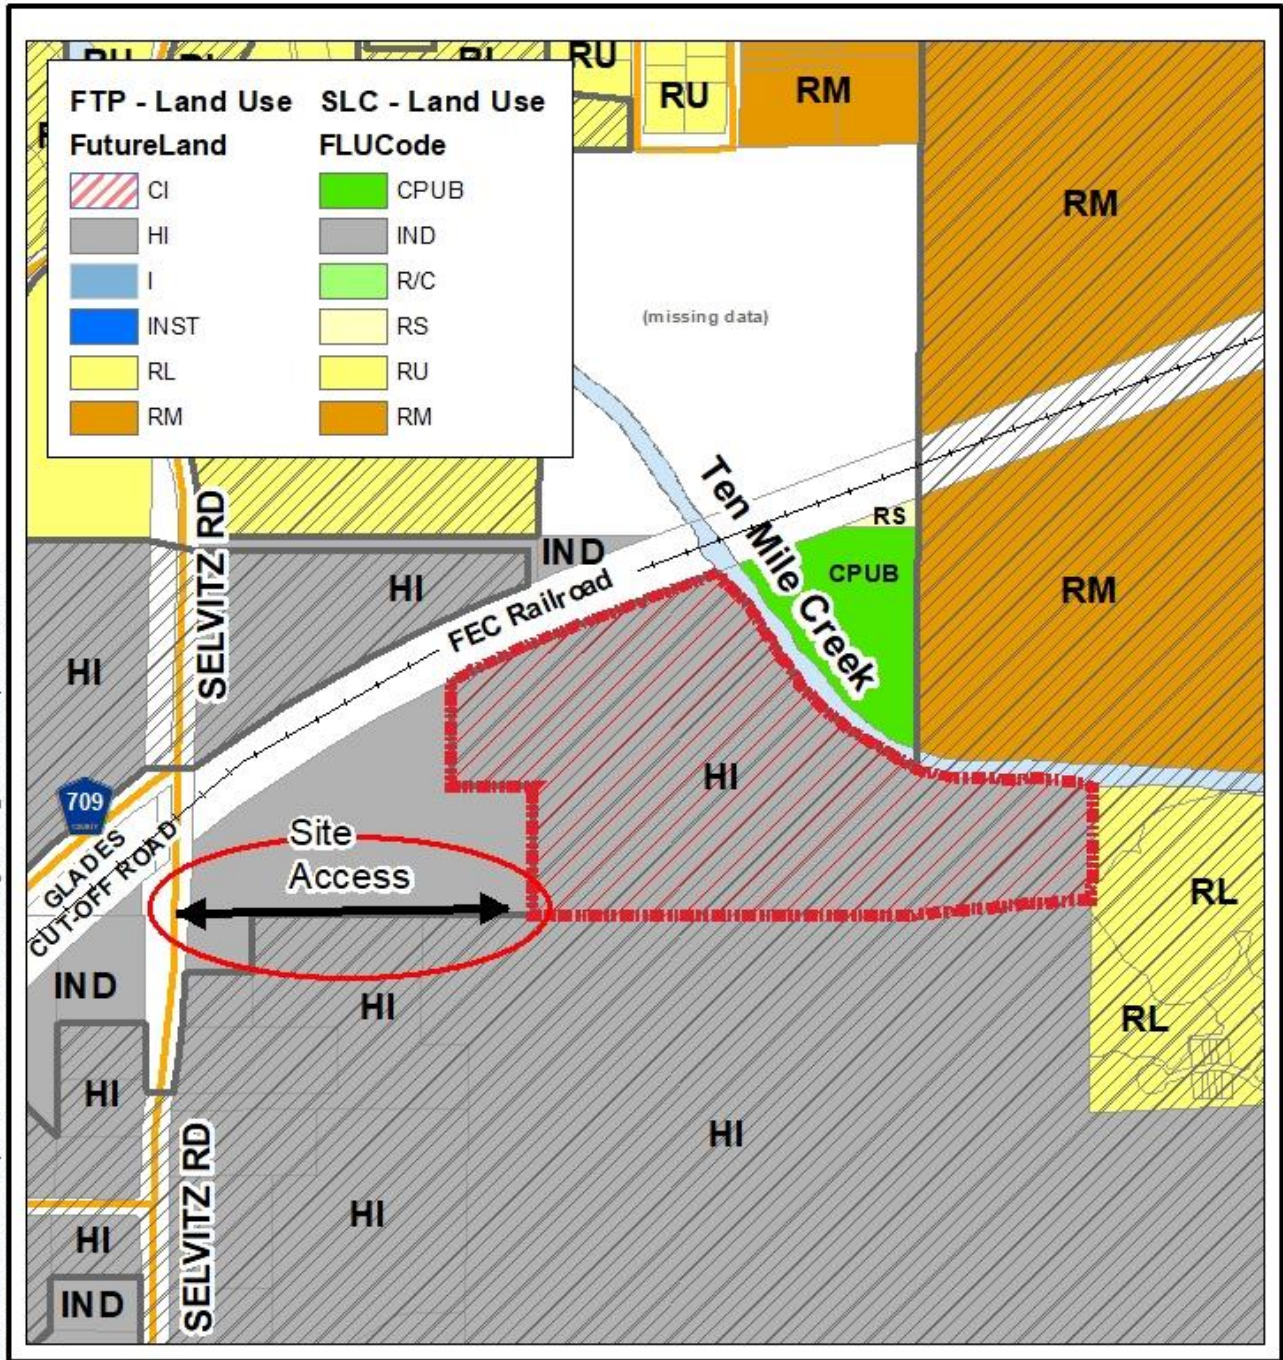 RU
RU
RM
RU
FTP - Land Use
SLC - Land Use
FutureLand
FLUCode
CI
CPUB
HI
IND
I
R/C
INST
RS
RL
RU
RM
RM
RM
(missing data)
Ten Mile Creek
SELVITZ RD
RS
IND
CPUB
HI
FEC Railroad
RM
HI
HI
709
COUNTY
GLADES
CUT-OFF ROAD
Site
Access
RL
IND
HI
RL
HI
HI
SELVITZ RD
HI
HI
IND